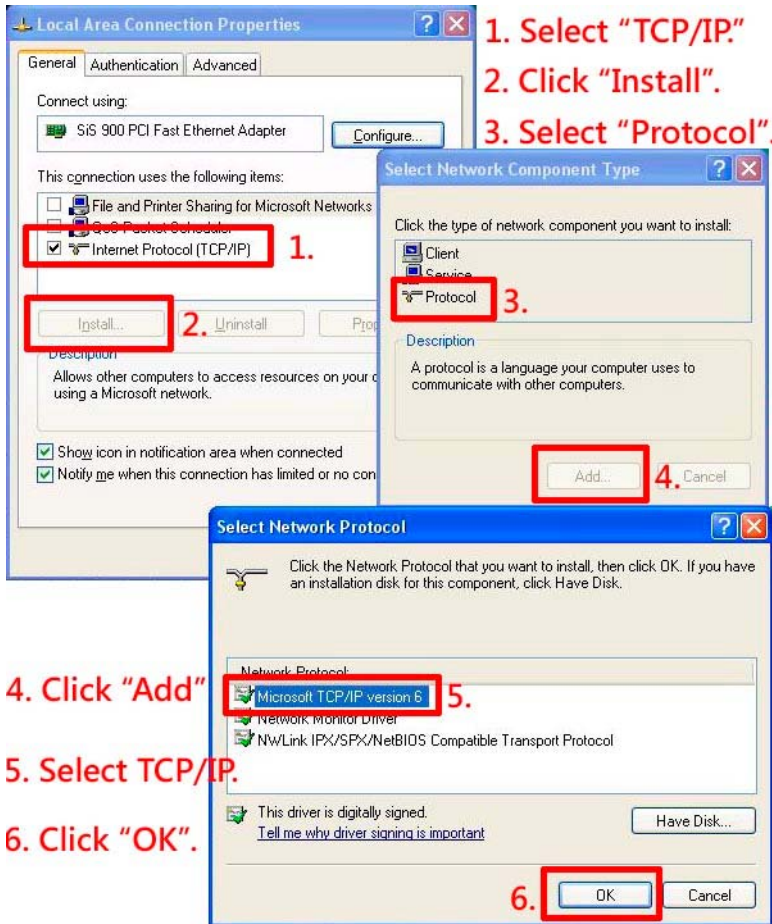 Local Area Connection Properties
General Authentication Advanced
Connect using:
SiS 900 PCI Fast Ethernet Adapter
Configure...
This connection uses the following items:
File and Printer Sharing for Microsoft Networks
QoS Packet Scheduler
Internet Protocol (TCP/IP)
1.
Install...
2.
Uninstall
Description
Allows other computers to access resources on your
using a Microsoft network.
Show icon in notification area when connected
Notify me when this connection has limited or no con
1. Select “TCP/IP.”
2. Click “Install”.
3. Select “Protocol”.
Select Network Component Type
Click the type of network component you want to install:
Client
Service
Protocol
3.
Description
A protocol is a language your computer uses to
communicate with other computers.
Add...
4.
Cancel
Select Network Protocol
Click the Network Protocol that you want to install, then click OK. If you have
an installation disk for this component, click Have Disk.
Network Protocol:
Microsoft TCP/IP version 6
5.
Network Monitor Driver
NWLink IPX/SPX/NetBIOS Compatible Transport Protocol
This driver is digitally signed.
Tell me why driver signing is important
Have Disk...
6.
OK
Cancel
4. Click “Add”
5. Select TCP/IP.
6. Click “OK”.